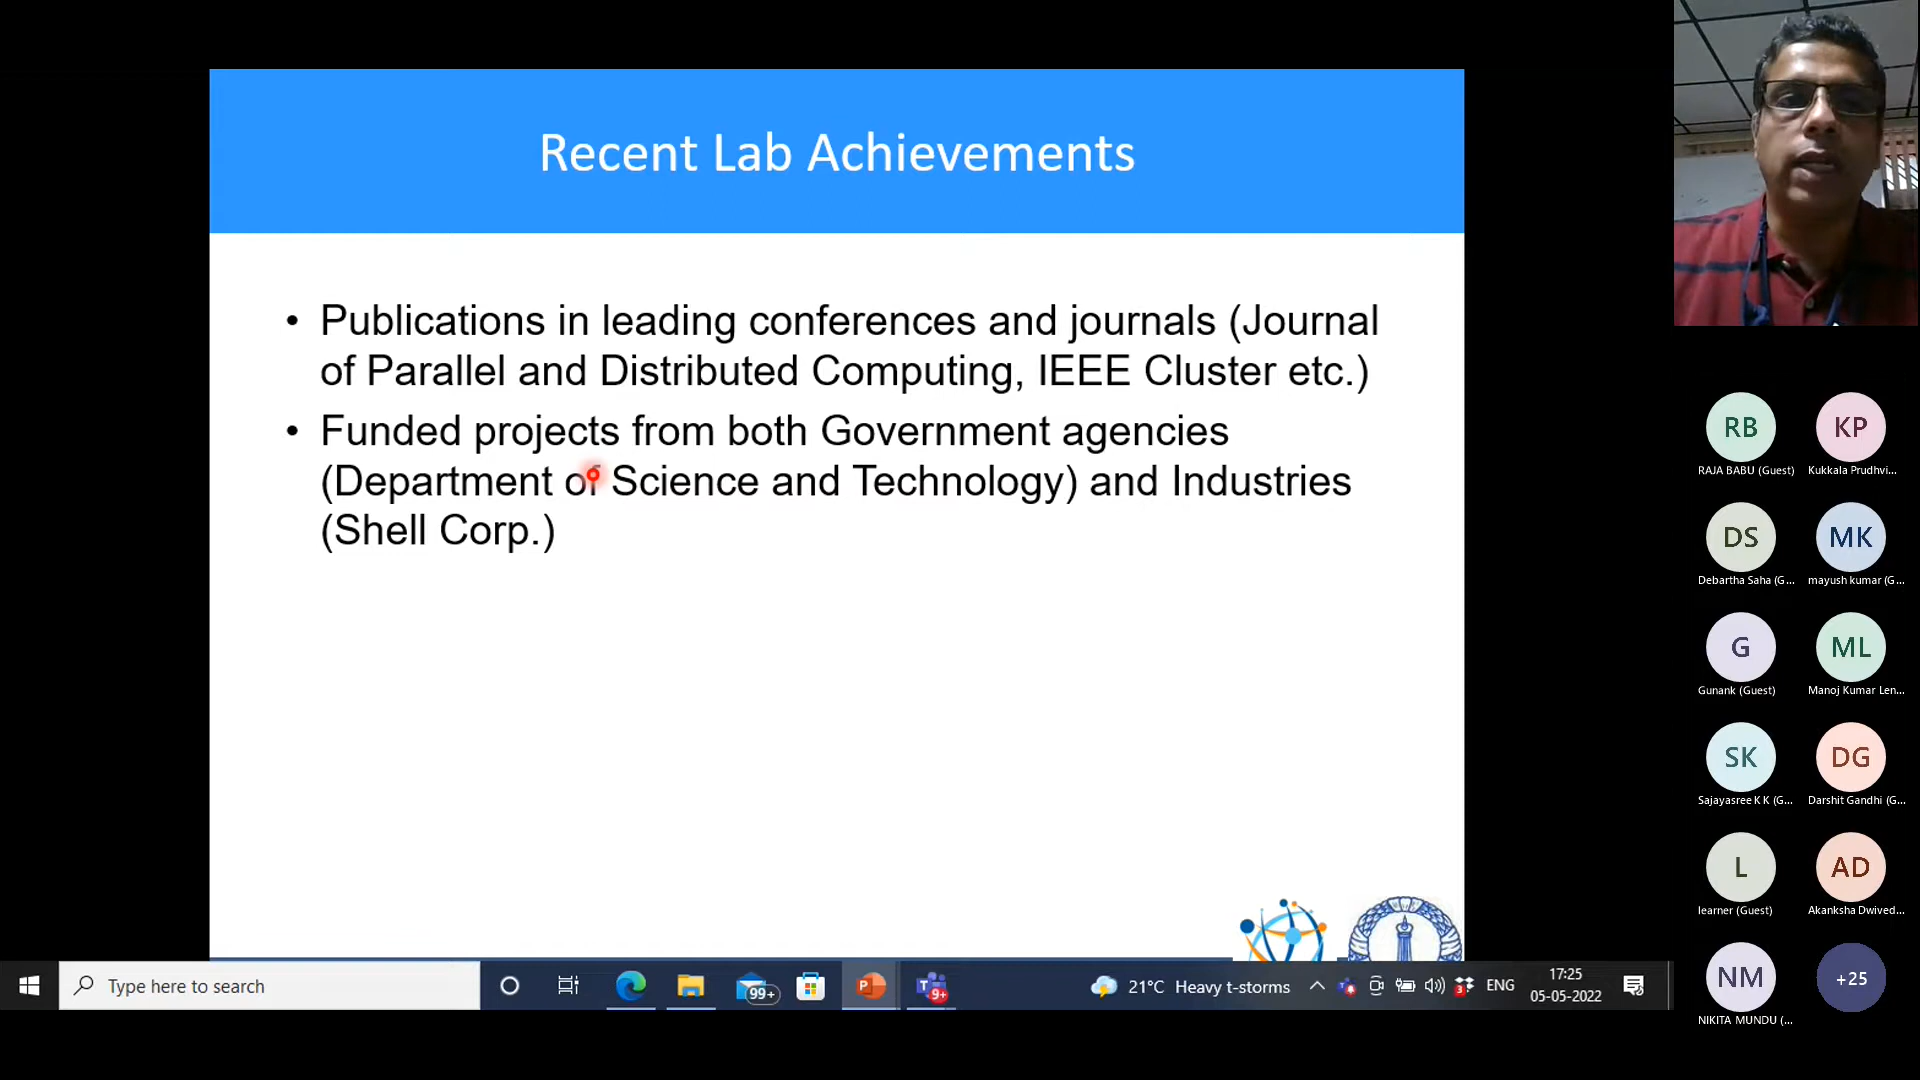 Recent Lab Achievements
• Publications in leading conferences and journals (Journal
of Parallel and Distributed Computing, IEEE Cluster etc.)
• Funded projects from both Government agencies
(Department of Science and Technology) and Industries
(Shell Corp.)
RB
KP
RAJA BABU (Guest)
Kukkala Prudhvi...
DS
MK
Debartha Saha (G...
mayush kumar (G...
G
ML
Gunank (Guest)
Manoj Kumar Len...
SK
DG
Sajayasree K K (G...
Darshit Gandhi (G...
L
AD
learner (Guest)
Akanksha Dwived...
NM
+25
NIKITA MUNDU (...
Type here to search
99+
9+
21°C Heavy t-storms
3
ENG
17:25
05-05-2022